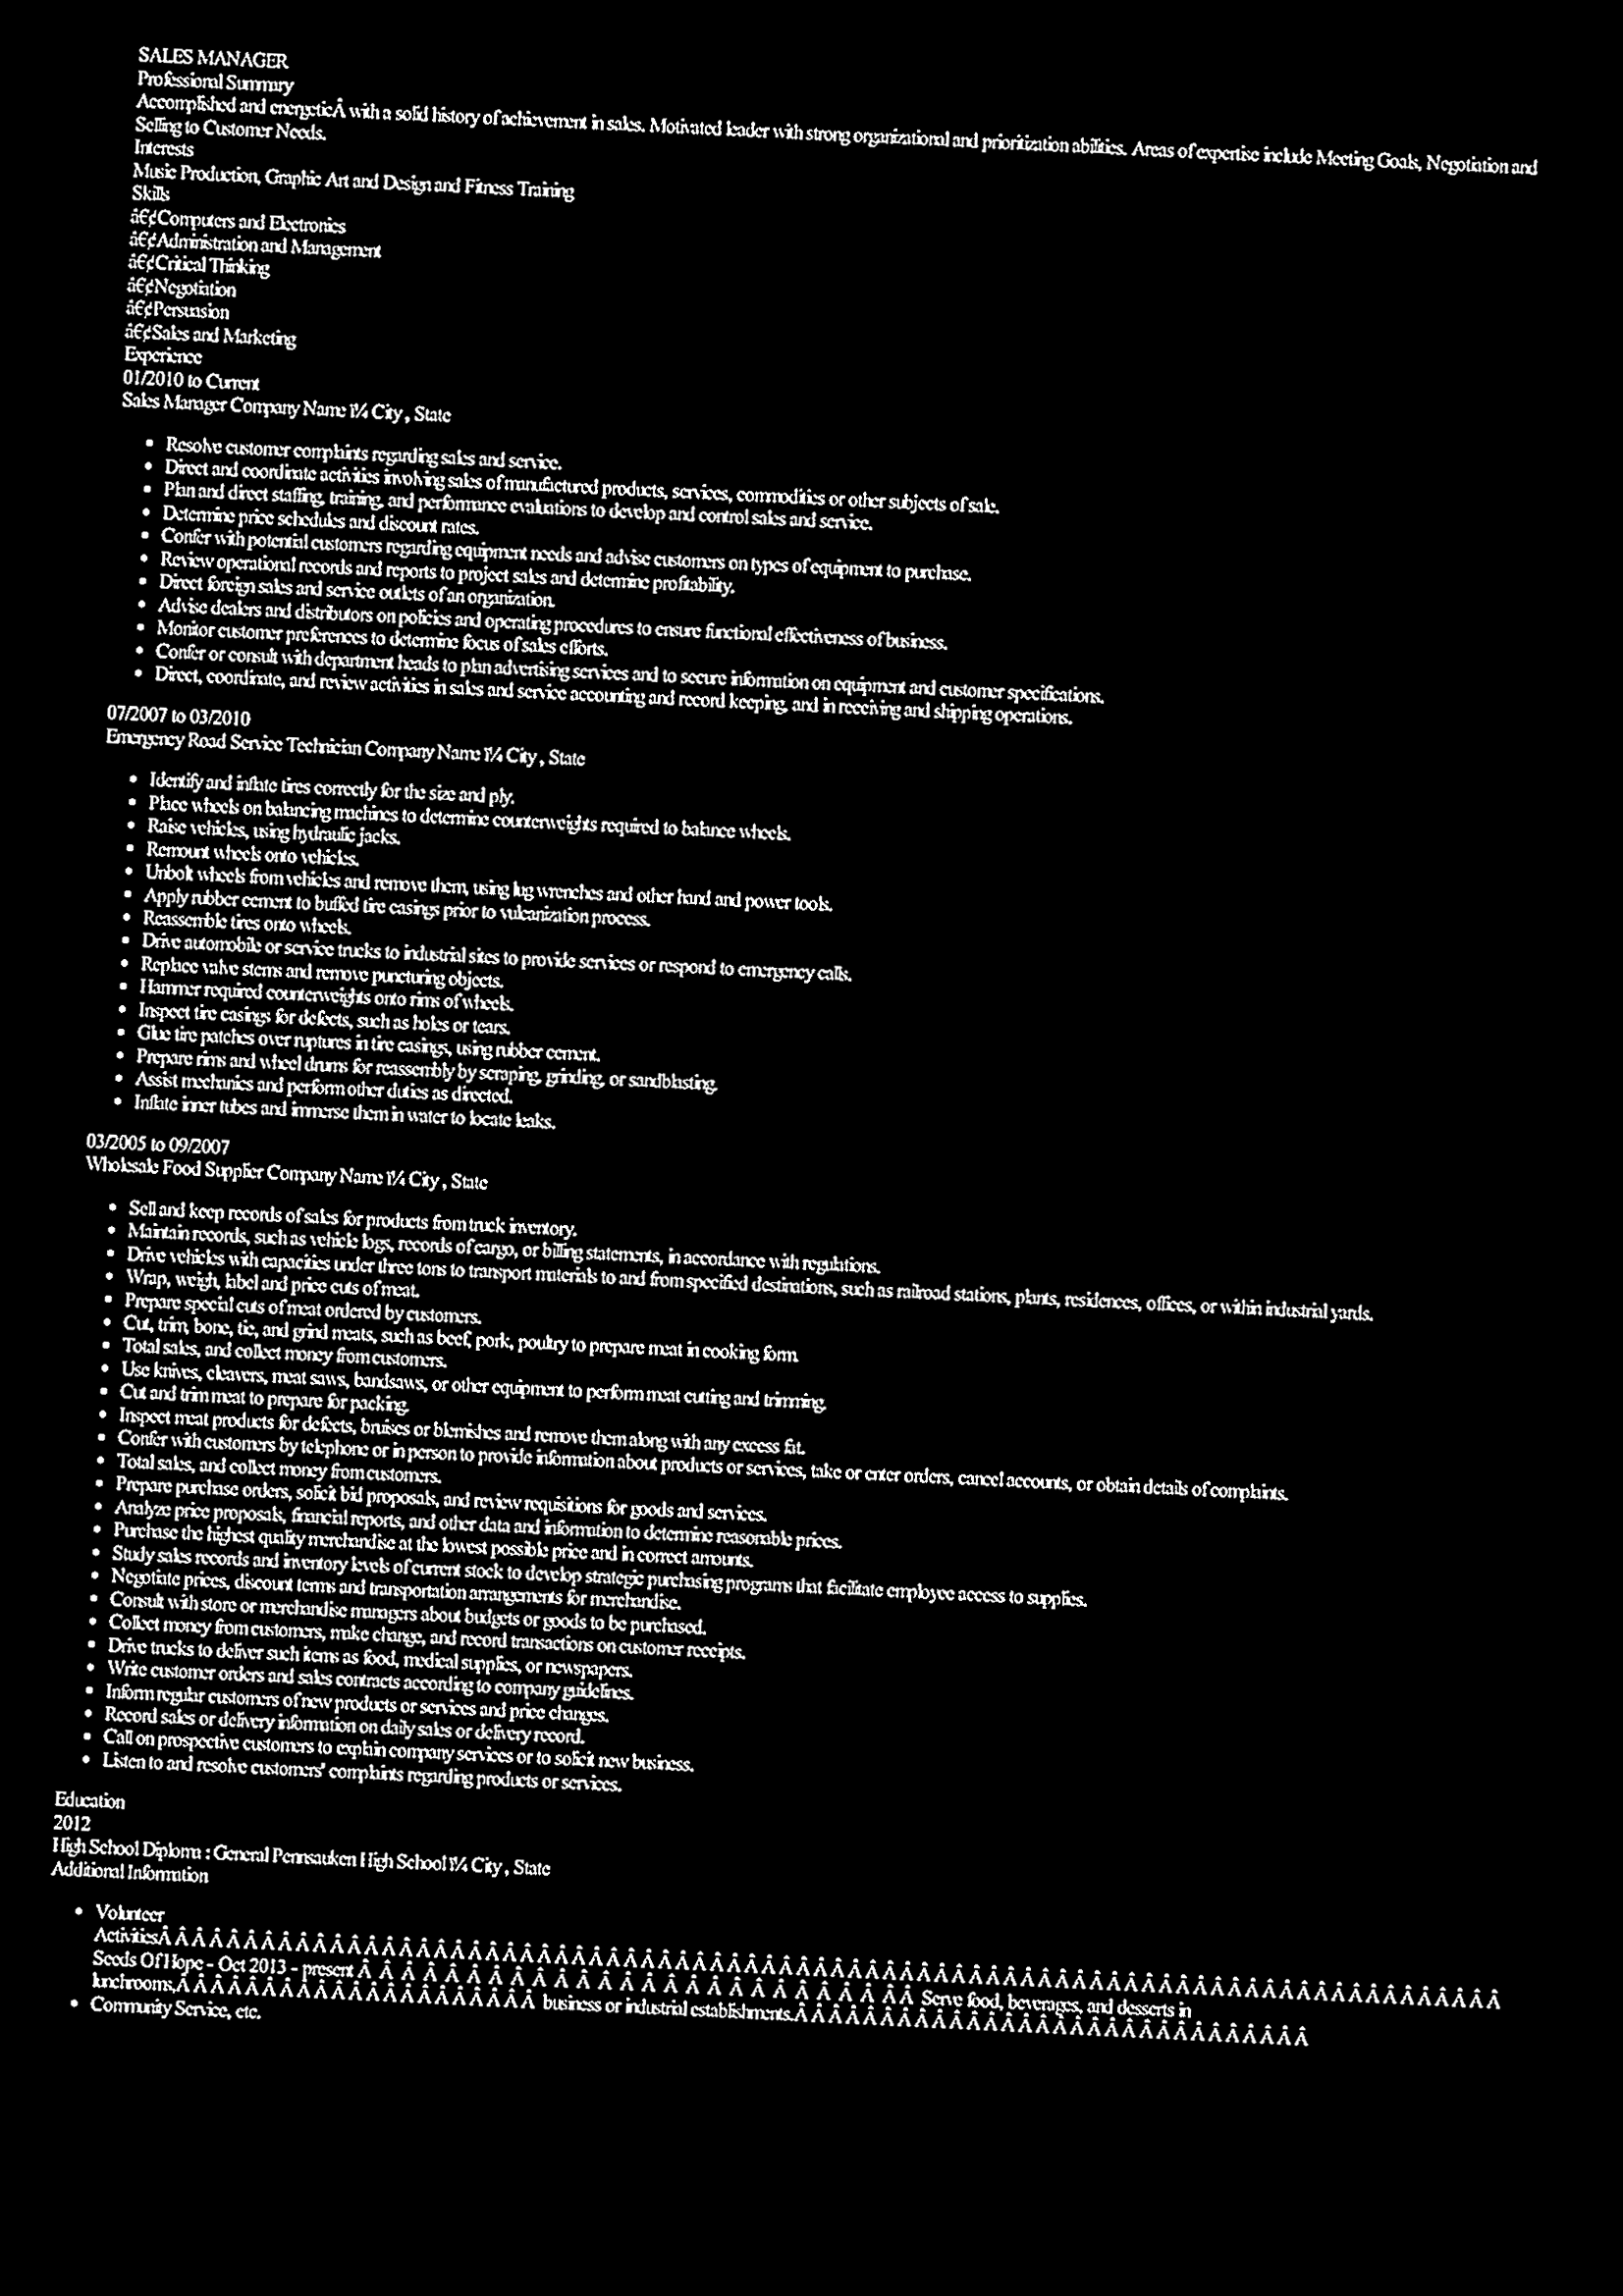 SALES MANAGER
Professional Summary
Accomplished and energeticÂ with a solid history of achievement in sales. Motivated leader with strong organizational and prioritization abilities. Areas of expertise include Meeting Goals, Negotiation and
Selling to Customer Needs.
Interests
Music Production, Graphic Art and Design and Fitness Training
Skills
â€¢Computers and Electronics
â€¢Administration and Management
â€¢Critical Thinking
â€¢Negotiation
â€¢Persuasion
â€¢Sales and Marketing
Experience
01/2010 to Current
Sales Manager Company Name ï¼ City , State
• Resolve customer complaints regarding sales and service.
• Direct and coordinate activities involving sales of manufactured products, services, commodities or other subjects of sale.
• Plan and direct staffing, training, and performance evaluations to develop and control sales and service.
• Determine price schedules and discount rates.
• Confer with potential customers regarding equipment needs and advise customers on types of equipment to purchase.
• Review operational records and reports to project sales and determine profitability.
• Direct foreign sales and service outlets of an organization.
• Advise dealers and distributors on policies and operating procedures to ensure functional effectiveness of business.
• Monitor customer preferences to determine focus of sales efforts.
• Confer or consult with department heads to plan advertising services and to secure information on equipment and customer specifications.
• Direct, coordinate, and review activities in sales and service accounting and record keeping, and in receiving and shipping operations.
07/2007 to 03/2010
Emergency Road Service Technician Company Name ï¼ City , State
• Identify and inflate tires correctly for the size and ply.
• Place wheels on balancing machines to determine counterweights required to balance wheels.
• Raise vehicles, using hydraulic jacks.
• Remount wheels onto vehicles.
• Unbolt wheels from vehicles and remove them, using lug wrenches and other hand and power tools.
• Apply rubber cement to buffed tire casings prior to vulcanization process.
• Reassemble tires onto wheels.
• Drive automobile or service trucks to industrial sites to provide services or respond to emergency calls.
• Replace valve stems and remove puncturing objects.
• Hammer required counterweights onto rims of wheels.
• Inspect tire casings for defects, such as holes or tears.
• Glue tire patches over ruptures in tire casings, using rubber cement.
• Prepare rims and wheel drums for reassembly by scraping, grinding, or sandblasting.
• Assist mechanics and perform other duties as directed.
• Inflate inner tubes and immerse them in water to locate leaks.
03/2005 to 09/2007
Wholesale Food Supplier Company Name ï¼ City , State
• Sell and keep records of sales for products from truck inventory.
• Maintain records, such as vehicle logs, records of cargo, or billing statements, in accordance with regulations.
• Drive vehicles with capacities under three tons to transport materials to and from specified destinations, such as railroad stations, plants, residences, offices, or within industrial yards.
• Wrap, weigh, label and price cuts of meat.
• Prepare special cuts of meat ordered by customers.
• Cut, trim, bone, tie, and grind meats, such as beef, pork, poultry to prepare meat in cooking form.
• Total sales, and collect money from customers.
• Use knives, cleavers, meat saws, bandsaws, or other equipment to perform meat cutting and trimming.
• Cut and trim meat to prepare for packing.
• Inspect meat products for defects, bruises or blemishes and remove them along with any excess fat.
• Confer with customers by telephone or in person to provide information about products or services, take or enter orders, cancel accounts, or obtain details of complaints.
• Total sales, and collect money from customers.
• Prepare purchase orders, solicit bid proposals, and review requisitions for goods and services.
• Analyze price proposals, financial reports, and other data and information to determine reasonable prices.
• Purchase the highest quality merchandise at the lowest possible price and in correct amounts.
• Study sales records and inventory levels of current stock to develop strategic purchasing programs that facilitate employee access to supplies.
• Negotiate prices, discount terms and transportation arrangements for merchandise.
• Consult with store or merchandise managers about budgets or goods to be purchased.
• Collect money from customers, make change, and record transactions on customer receipts.
• Drive trucks to deliver such items as food, medical supplies, or newspapers.
• Write customer orders and sales contracts according to company guidelines.
• Inform regular customers of new products or services and price changes.
• Record sales or delivery information on daily sales or delivery record.
• Call on prospective customers to explain company services or to solicit new business.
• Listen to and resolve customers' complaints regarding products or services.
Education
2012
High School Diploma : General Pennsauken High School ï¼ City , State
Additional Information
• Volunteer
ActivitiesÂ Â Â Â Â Â Â Â Â Â Â Â Â Â Â Â Â Â Â Â Â Â Â Â Â Â Â Â Â Â Â Â Â Â Â Â Â Â Â Â Â Â Â Â Â Â Â Â Â Â Â Â Â Â Â Â Â Â Â Â Â Â Â Â Â Â Â Â Â Â Â Â Â Â Â Â Â Â
Seeds Of Hope - Oct 2013 - present Â Â Â Â Â Â Â Â Â Â Â Â Â Â Â Â Â Â Â Â Â Â Â Â Â Â Serve food, beverages, and desserts in
lunchrooms,Â Â Â Â Â Â Â Â Â Â Â Â Â Â Â Â Â Â Â Â Â business or industrial establishments.Â Â Â Â Â Â Â Â Â Â Â Â Â Â Â Â Â Â Â Â Â Â Â Â Â Â Â Â Â Â
• Community Service, etc.